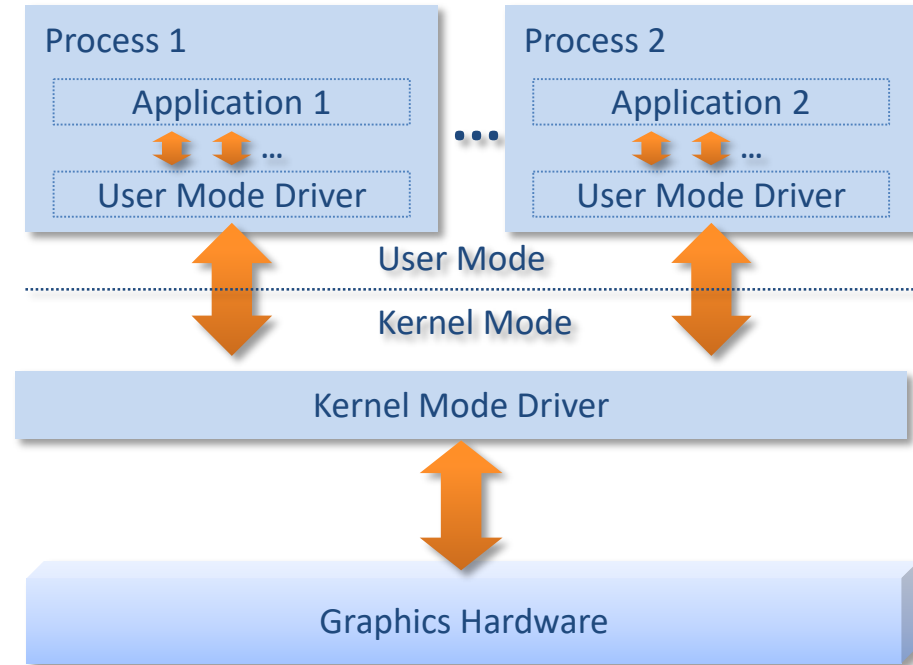 Process 1
Application 1
...
User Mode Driver
...
Process 2
Application 2
...
User Mode Driver
User Mode
Kernel Mode
Kernel Mode Driver
Graphics Hardware